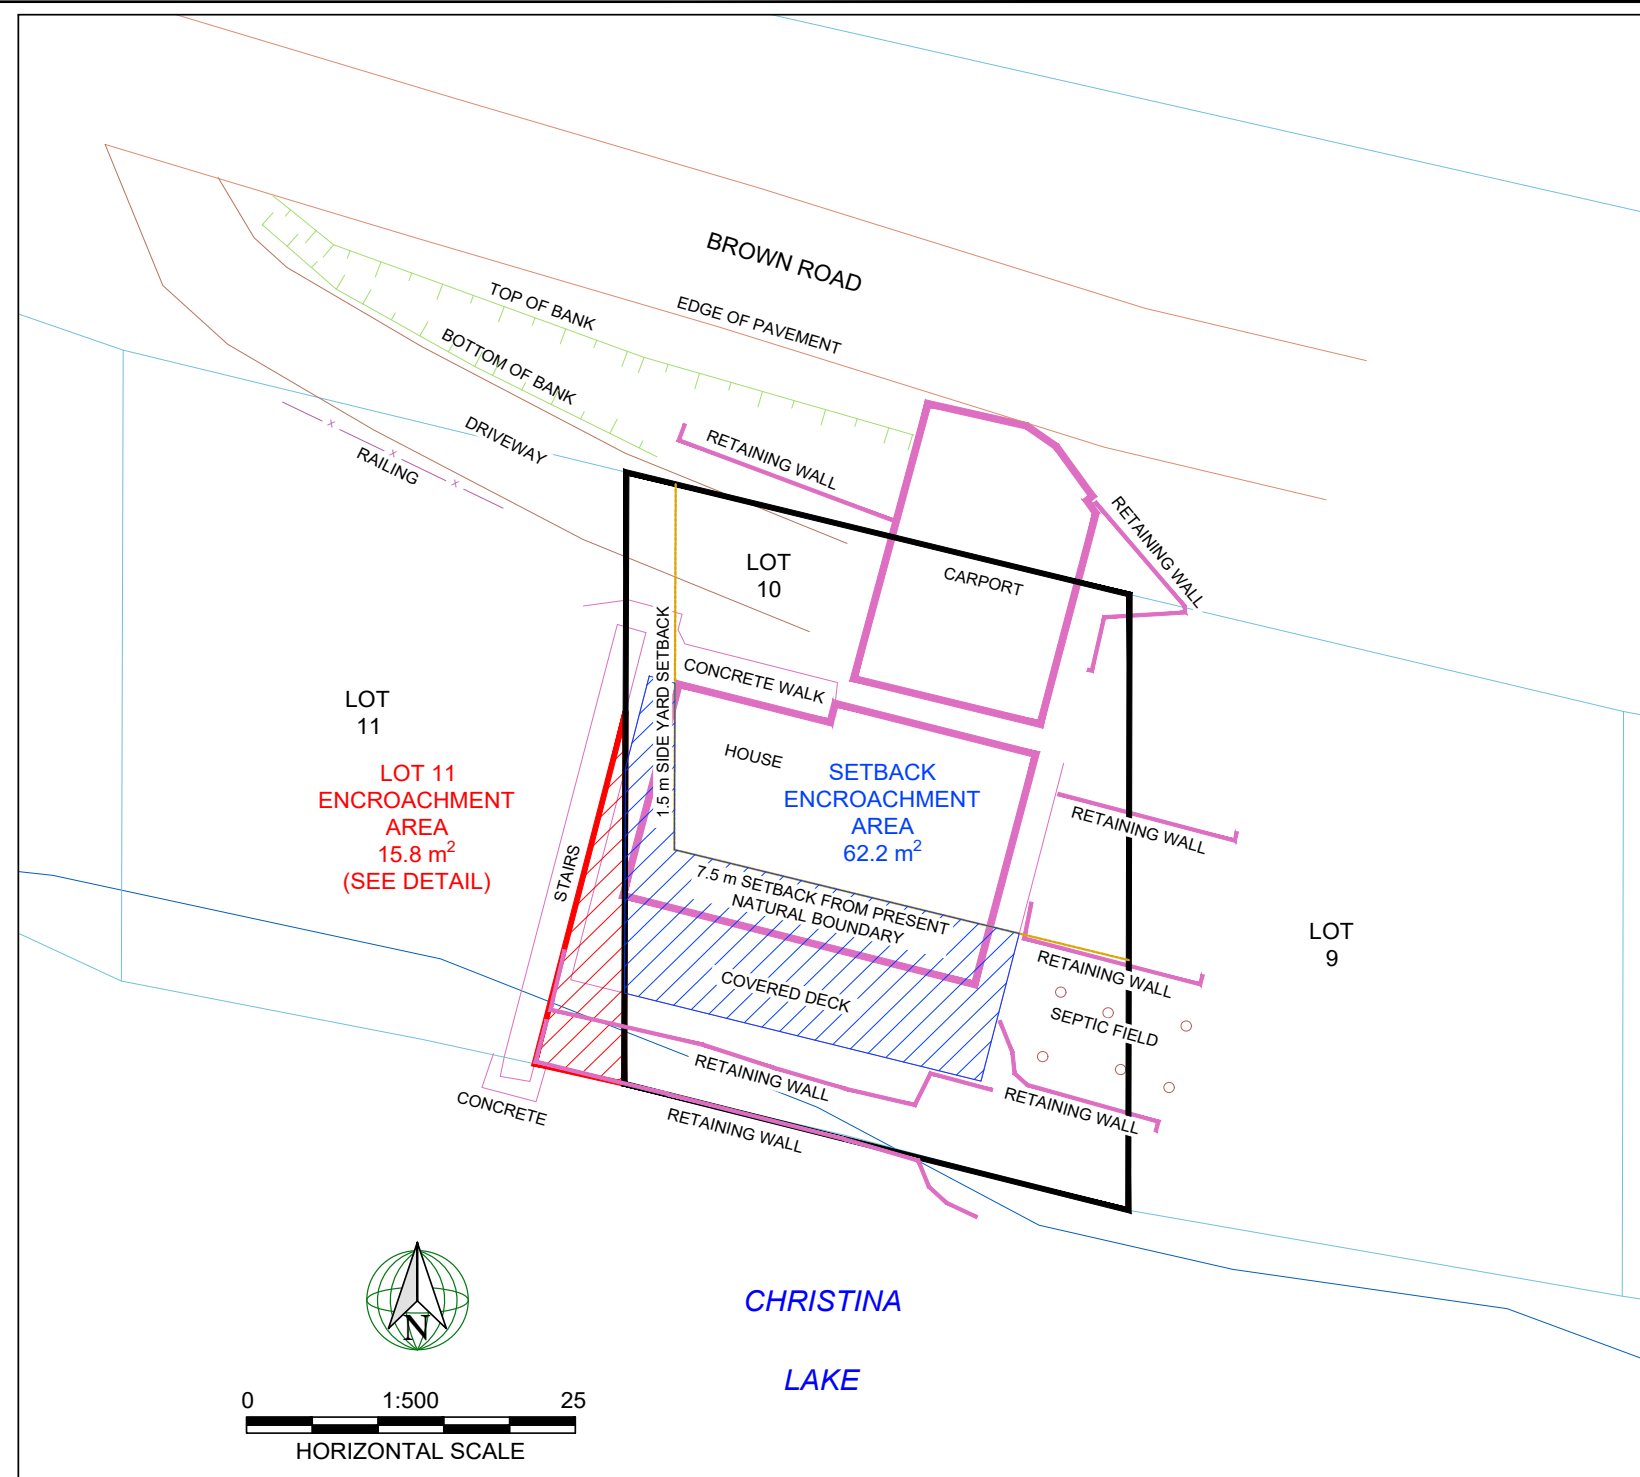 BROWN ROAD
EDGE OF PAVEMENT
TOP OF BANK
BOTTOM OF BANK
DRIVEWAY
RAILING
x
x
x
RETAINING WALL
RETAINING WALL
CARPORT
LOT
10
1.5 m SIDE YARD SETBACK
CONCRETE WALK
HOUSE
LOT
11
LOT 11
ENCROACHMENT
AREA
15.8 m²
(SEE DETAIL)
SETBACK
ENCROACHMENT
AREA
62.2 m²
STAIRS
RETAINING WALL
7.5 m SETBACK FROM PRESENT
NATURAL BOUNDARY
COVERED DECK
LOT
9
RETAINING WALL
SEPTIC FIELD
RETAINING WALL
RETAINING WALL
RETAINING WALL
CONCRETE
N
CHRISTINA
LAKE
0 1:500 25
HORIZONTAL SCALE